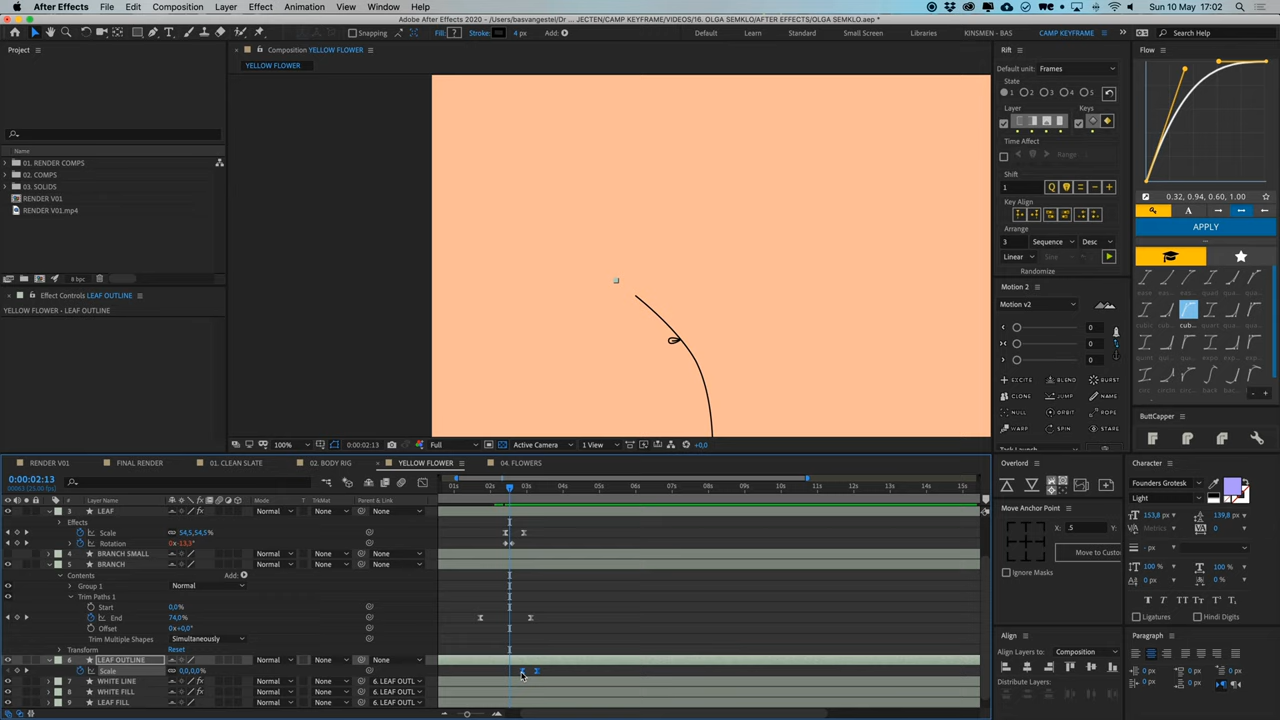 After Effects File Edit Composition Layer Effect Animation View Window Help Sun 10 May 17:02
Adobe After Effects 2020 - /Users/basvangestel/Dr ... JECTEN/CAMP KEYFRAME/VIDEOS/16. OLGA SEMKLO/AFTER EFFECTS/OLGA SEMKLO.aep *
Snapping Fill: ? Stroke: 4 px Add: Default Learn Standard Small Screen Libraries KINSMEN - BAS CAMP KEYFRAME Search Help
Project Composition YELLOW FLOWER Rift Flow
YELLOW FLOWER
Default unit: Frames
State
1 2 3 4 5
Layer Keys
Name
Time Affect
01. RENDER COMPS
Range
02. COMPS
Shift
03. SOLIDS
1 Q = − +
RENDER V01
Key Align
0.32, 0.94, 0.60, 1.00
RENDER V01.mp4
A
Arrange
APPLY
3 Sequence Desc
Linear Sine
Randomize
8 bpc
Motion 2
Effect Controls LEAF OUTLINE
Motion v2
YELLOW FLOWER • LEAF OUTLINE
0
0
0
EXCITE BLEND BURST
CLONE JUMP NAME
NULL ORBIT ROPE
ButtCapper
WARP SPIN STARE
100% 0:00:02:13 Full Active Camera 1 View +0,0
RENDER V01 FINAL RENDER 01. CLEAN SLATE 02. BODY RIG YELLOW FLOWER 04. FLOWERS
Overlord Character
0:00:02:13
01s 02s 03s 04s 05s 06s 07s 08s 09s 10s 11s 12s 13s 14s 15s
Founders Grotesk
Light
# Layer Name Mode T TrkMat Parent & Link
Move Anchor Point
153,8 px 139,8 px
3 LEAF Normal None None
X: .5
Metrics 0
Effects
Scale 54,5,54,5%
Rotation 0x-13,3°
Move to Custo
4 BRANCH SMALL Normal None None
100 % 100 %
5 BRANCH Normal None None
Ignore Masks
0 px 0 %
Contents Add:
Group 1 Normal
Trim Paths 1
Start 0,0%
Ligatures Hindi Digits
End 74,0%
Offset 0x+0,0°
Align Paragraph
Trim Multiple Shapes Simultaneously
Align Layers to: Composition
Transform Reset
6 LEAF OUTLINE Normal None None
Scale 0,0,0,0%
Distribute Layers:
0 px 0 px
7 WHITE LINE Normal None 6. LEAF OUTL
0 px 0 px
8 WHITE FILL Normal None 6. LEAF OUTL
9 LEAF FILL Normal None 6. LEAF OUTL